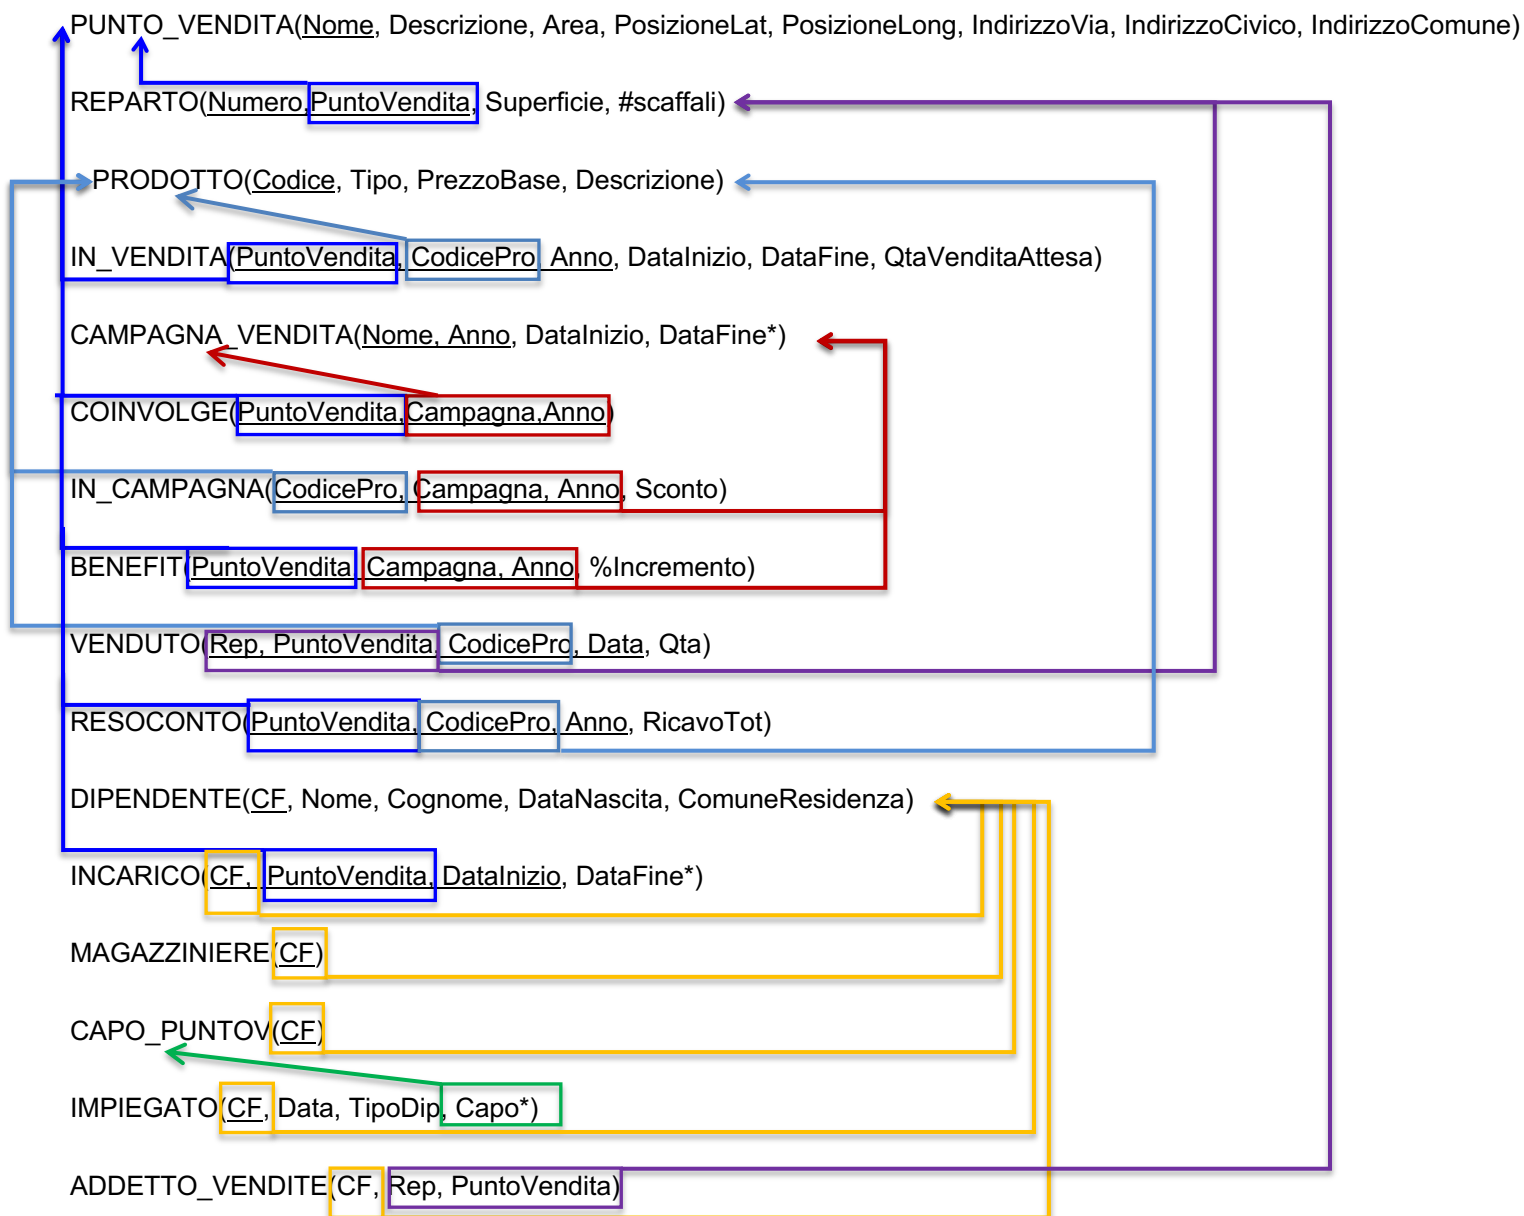 PUNTO_VENDITA(Nome, Descrizione, Area, PosizioneLat, PosizioneLong, IndirizzoVia, IndirizzoCivico, IndirizzoComune)
REPARTO(Numero,PuntoVendita, Superficie, #scaffali)
PRODOTTO(Codice, Tipo, PrezzoBase, Descrizione)
IN_VENDITA(PuntoVendita, CodicePro, Anno, DataInizio, DataFine, QtaVenditaAttesa)
CAMPAGNA_VENDITA(Nome, Anno, DataInizio, DataFine*)
COINVOLGE(PuntoVendita,Campagna,Anno)
IN_CAMPAGNA(CodicePro, Campagna, Anno, Sconto)
BENEFIT(PuntoVendita, Campagna, Anno, %Incremento)
VENDUTO(Rep, PuntoVendita, CodicePro, Data, Qta)
RESOCONTO(PuntoVendita, CodicePro, Anno, RicavoTot)
DIPENDENTE(CF, Nome, Cognome, DataNascita, ComuneResidenza)
INCARICO(CF, PuntoVendita, DataInizio, DataFine*)
MAGAZZINIERE(CF)
CAPO_PUNTOV(CF)
IMPIEGATO(CF, Data, TipoDip, Capo*)
ADDETTO_VENDITE(CF, Rep, PuntoVendita)